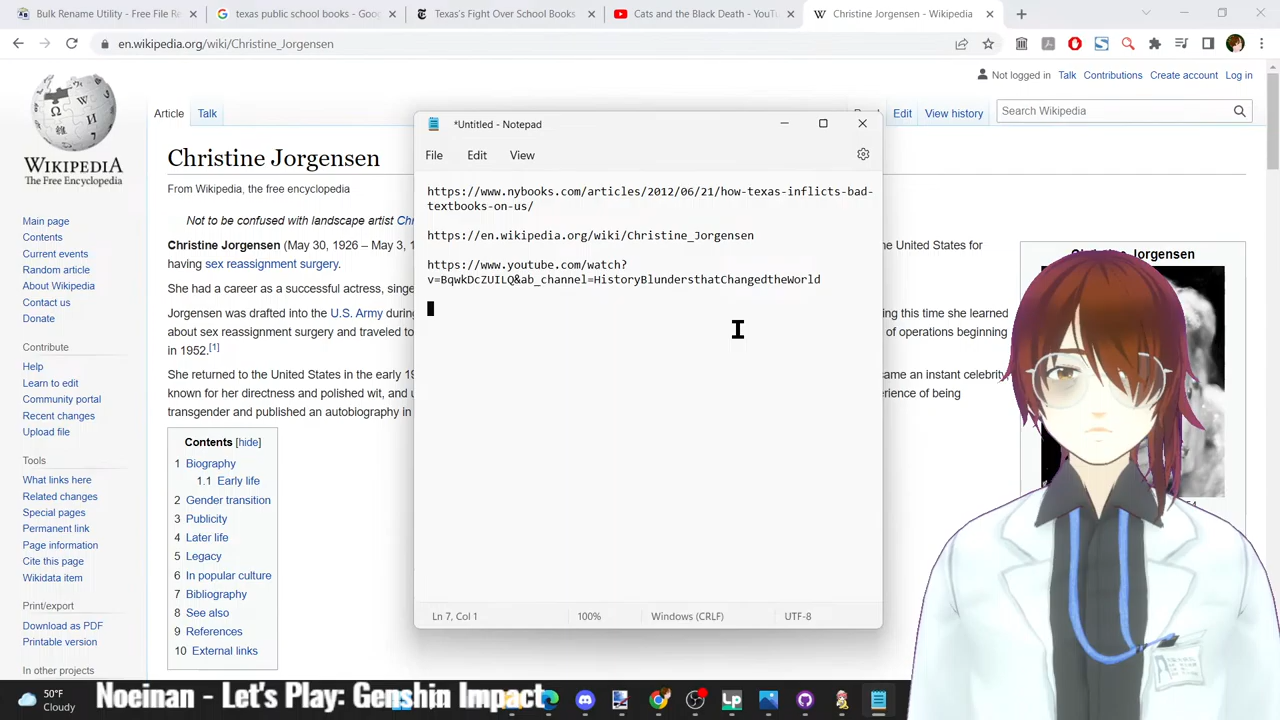 Bulk Rename Utility - Free File Re
texas public school books - Goo
Texas's Fight Over School Books
Cats and the Black Death - YouTu
Christine Jorgensen - Wikipedia
en.wikipedia.org/wiki/Christine_Jorgensen
Not logged in Talk Contributions Create account Log in
Article Talk
Edit View history Search Wikipedia
WIKIPEDIA
The Free Encyclopedia
Main page
Contents
Current events
Random article
About Wikipedia
Contact us
Donate
Contribute
Help
Learn to edit
Community portal
Recent changes
Upload file
Tools
What links here
Related changes
Special pages
Permanent link
Page information
Cite this page
Wikidata item
Print/export
Download as PDF
Printable version
In other projects
Christine Jorgensen
From Wikipedia, the free encyclopedia
Not to be confused with landscape artist Ch
Christine Jorgensen (May 30, 1926 – May 3, 1
he United States for
having sex reassignment surgery.
She had a career as a successful actress, singe
Jorgensen was drafted into the U.S. Army during
ing this time she learned
about sex reassignment surgery and traveled to
of operations beginning
in 1952.[1]
She returned to the United States in the early 19
ame an instant celebrity,
known for her directness and polished wit, and
erience of being
transgender and published an autobiography in
Contents [hide]
1 Biography
1.1 Early life
2 Gender transition
3 Publicity
4 Later life
5 Legacy
6 In popular culture
7 Bibliography
8 See also
9 References
10 External links
*Untitled - Notepad
File Edit View
https://www.nybooks.com/articles/2012/06/21/how-texas-inflicts-bad-
textbooks-on-us/
https://en.wikipedia.org/wiki/Christine_Jorgensen
https://www.youtube.com/watch?
v=BqwkDcZUILQ&ab_channel=HistoryBlundersthatChangedtheWorld
Ln 7, Col 1 100% Windows (CRLF) UTF-8
50°F
Cloudy
Noeinan - Let's Play: Genshin Impact